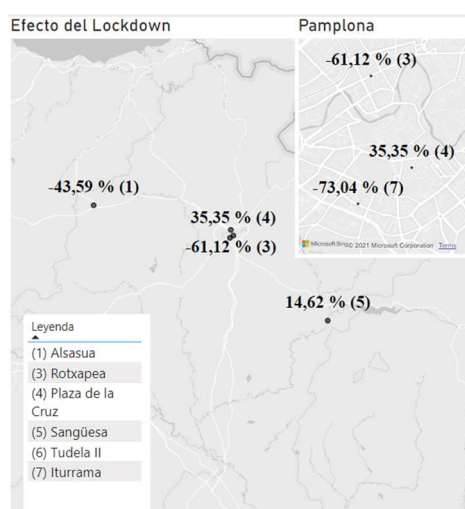 Efecto del Lockdown
Pamplona
-61,12 % (3)
35,35 % (4)
-73,04 % (7)
Microsoft Bing © 2021 Microsoft Corporation Terms
-43,59 % (1)
35,35 % (4)
-61,12 % (3)
14,62 % (5)
Leyenda
(1) Alsasua
(3) Rotxapea
(4) Plaza de la
Cruz
(5) Sangüesa
(6) Tudela II
(7) Iturrama